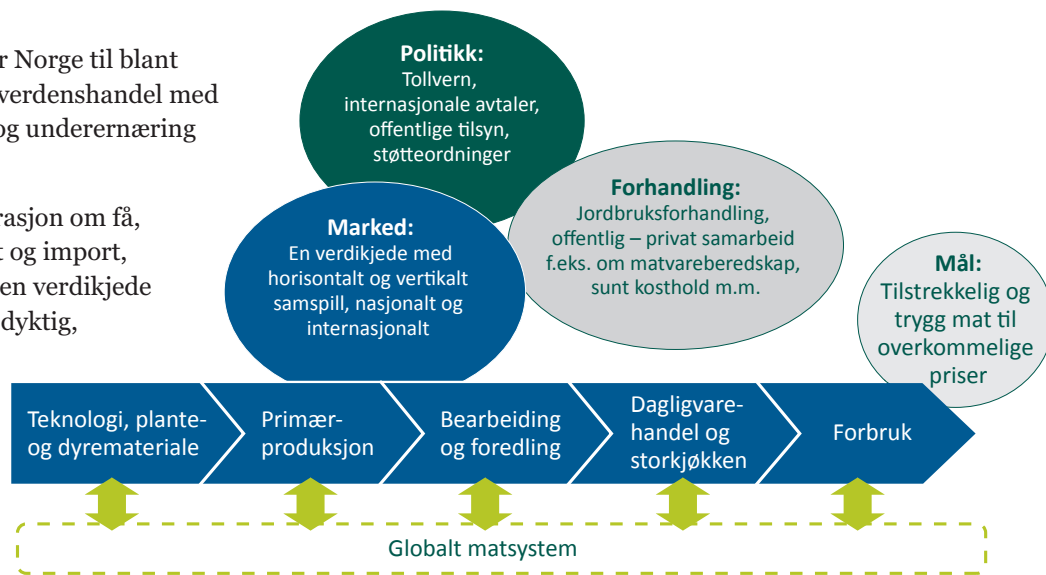 r Norge til blant
verdenshandel med
og underernæring
rasjon om få,
t og import,
en verdikjede
dyktig,
Politikk:
Tollvern,
internasjonale avtaler,
offentlige tilsyn,
støtteordninger
Marked:
En verdikjede med
horisontalt og vertikalt
samspill, nasjonalt og
internasjonalt
Forhandling:
Jordbruksforhandling,
offentlig – privat samarbeid
f.eks. om matvareberedskap,
sunt kosthold m.m.
Mål:
Tilstrekkelig og
trygg mat til
overkommelige
priser
Teknologi, plante-
og dyremateriale
Primær-
produksjon
Bearbeiding
og foredling
Dagligvare-
handel og
storkjøkken
Forbruk
Globalt matsystem